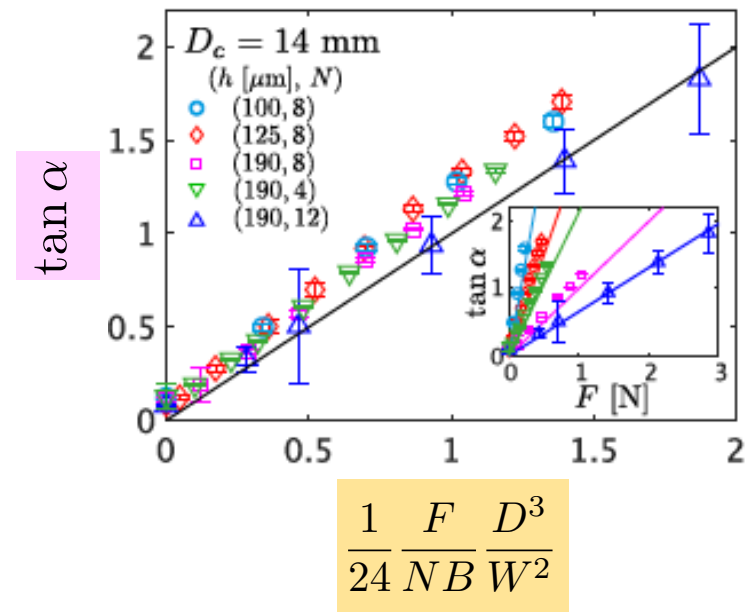 D_c = 14 mm
(h [μm], N)
(100, 8)
(125, 8)
(190, 8)
(190, 4)
(190, 12)
tan α
2
1.5
1
0.5
0
0 0.5 1 1.5 2
tan α
2
1
0
0 1 2 3
F [N]
1/24 F/NB D^3/W^2